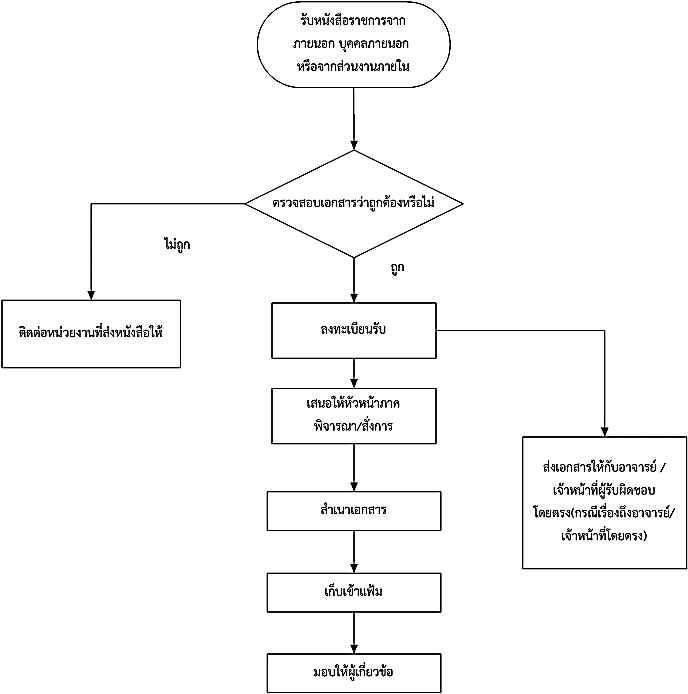 รับหนังสือราชการจาก
ภายนอก บุคคลภายนอก
หรือจากส่วนงานภายใน
ตรวจสอบเอกสารว่าถูกต้องหรือไม่
ไม่ถูก
ถูก
ติดต่อหน่วยงานที่ส่งหนังสือให้
ลงทะเบียนรับ
เสนอให้หัวหน้าภาค
พิจารณา/สั่งการ
ส่งเอกสารให้กับอาจารย์ /
เจ้าหน้าที่ผู้รับผิดชอบ
โดยตรง(กรณีเรื่องถึงอาจารย์/
เจ้าหน้าที่โดยตรง)
สำเนาเอกสาร
เก็บเข้าแฟ้ม
มอบให้ผู้เกี่ยวข้อ